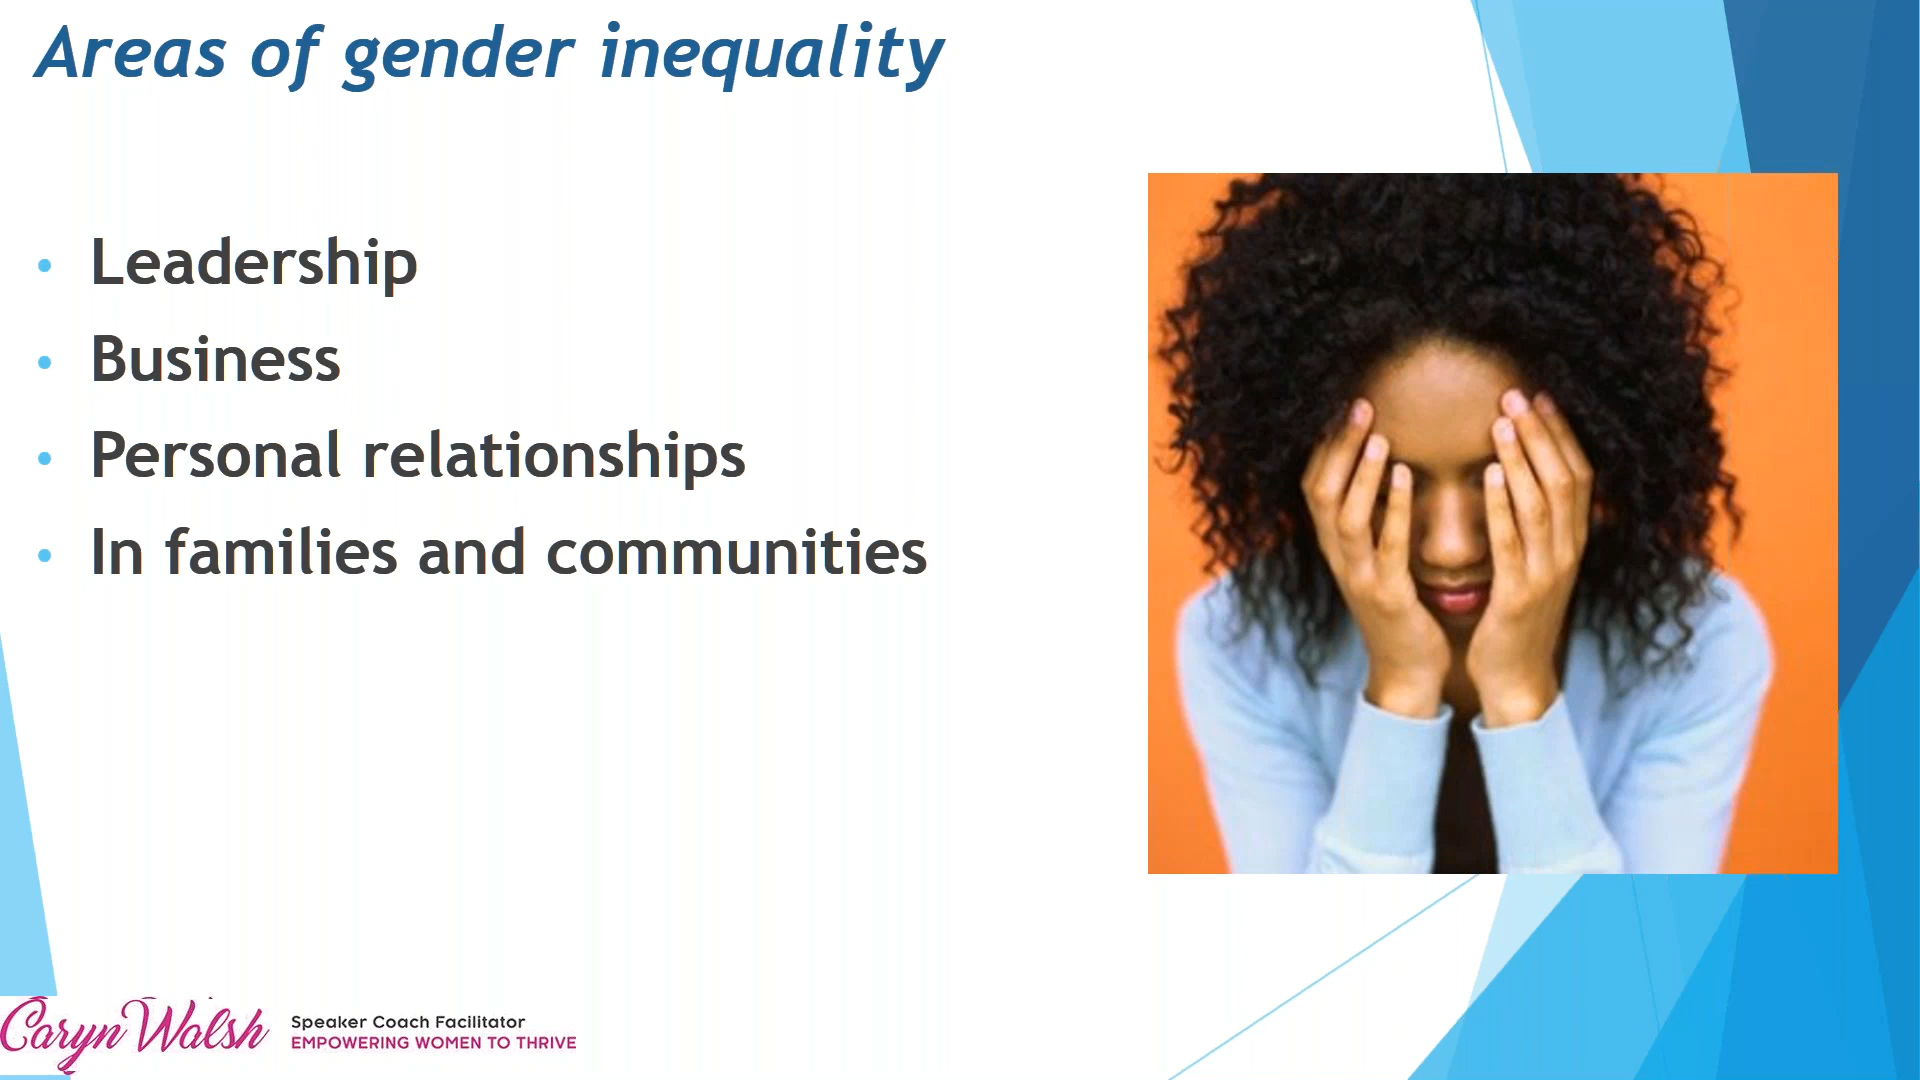 Areas of gender inequality
• Leadership
• Business
• Personal relationships
• In families and communities
Caryn Walsh
Speaker Coach Facilitator
EMPOWERING WOMEN TO THRIVE